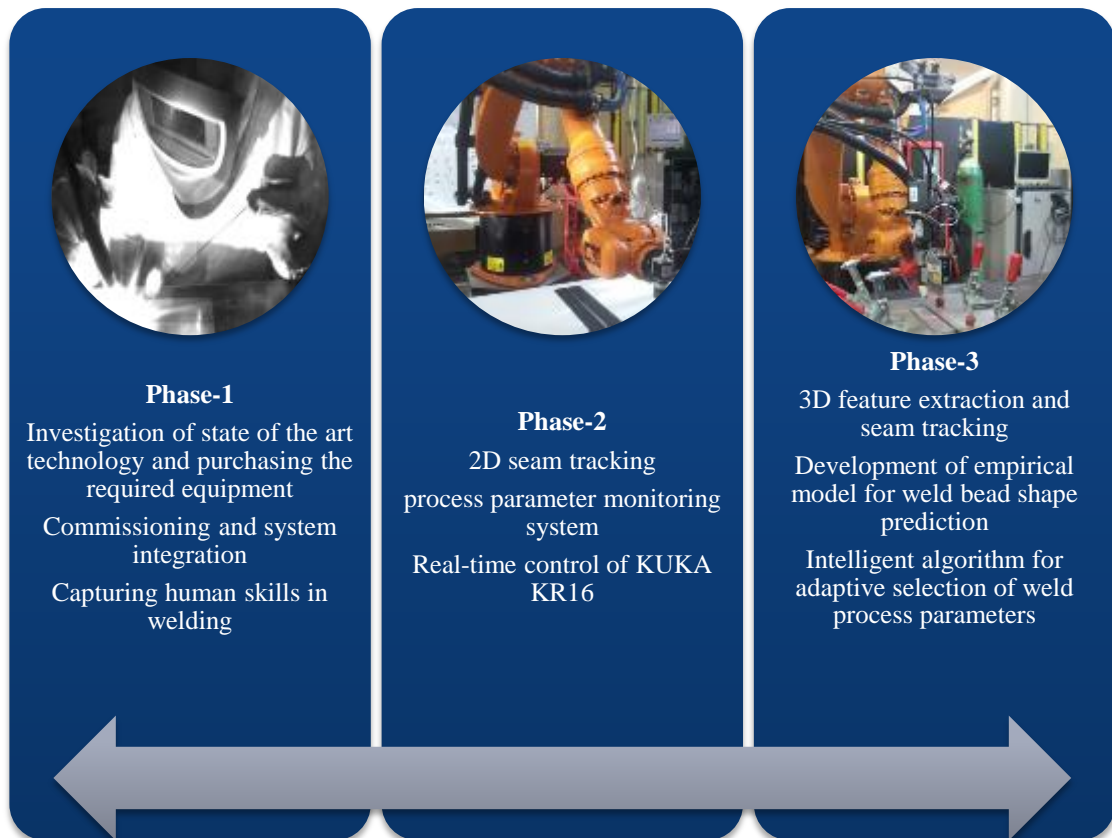 Phase-1
Investigation of state of the art
technology and purchasing the
required equipment
Commissioning and system
integration
Capturing human skills in
welding
Phase-2
2D seam tracking
process parameter monitoring
system
Real-time control of KUKA
KR16
Phase-3
3D feature extraction and
seam tracking
Development of empirical
model for weld bead shape
prediction
Intelligent algorithm for
adaptive selection of weld
process parameters